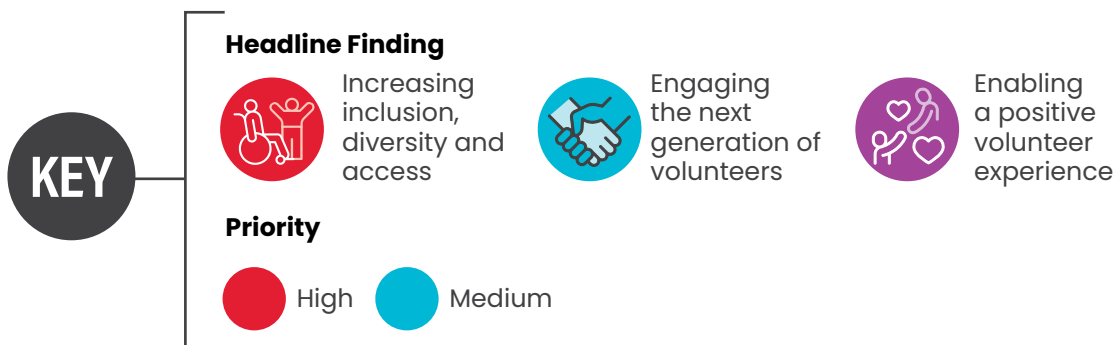 KEY
Headline Finding
Increasing
inclusion,
diversity and
access
Engaging
the next
generation of
volunteers
Enabling
a positive
volunteer
experience
Priority
High
Medium